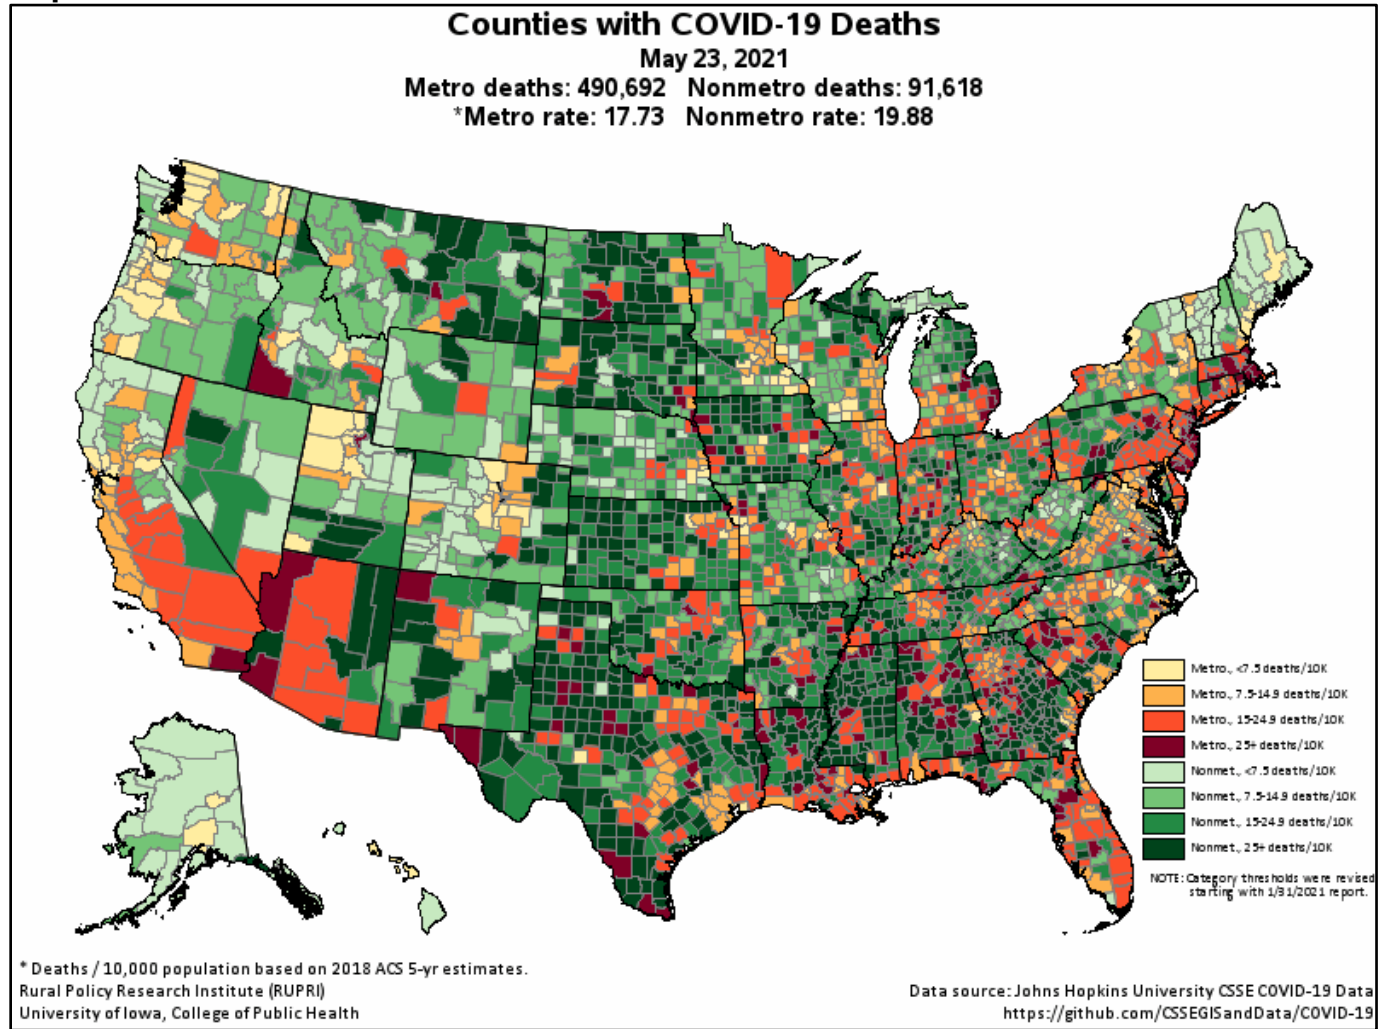 Counties with COVID-19 Deaths
May 23, 2021
Metro deaths: 490,692 Nonmetro deaths: 91,618
*Metro rate: 17.73 Nonmetro rate: 19.88
Metro., <7.5 deaths/10K
Metro., 7.5-14.9 deaths/10K
Metro., 15-24.9 deaths/10K
Metro., 25+ deaths/10K
Nonmet., <7.5 deaths/10K
Nonmet., 7.5-14.9 deaths/10K
Nonmet., 15-24.9 deaths/10K
Nonmet., 25+ deaths/10K
NOTE: Category thresholds were revised
starting with 1/31/2021 report.
* Deaths / 10,000 population based on 2018 ACS 5-yr estimates.
Rural Policy Research Institute (RUPRI)
University of Iowa, College of Public Health
Data source: Johns Hopkins University CSSE COVID-19 Data
https://github.com/CSSEGISandData/COVID-19